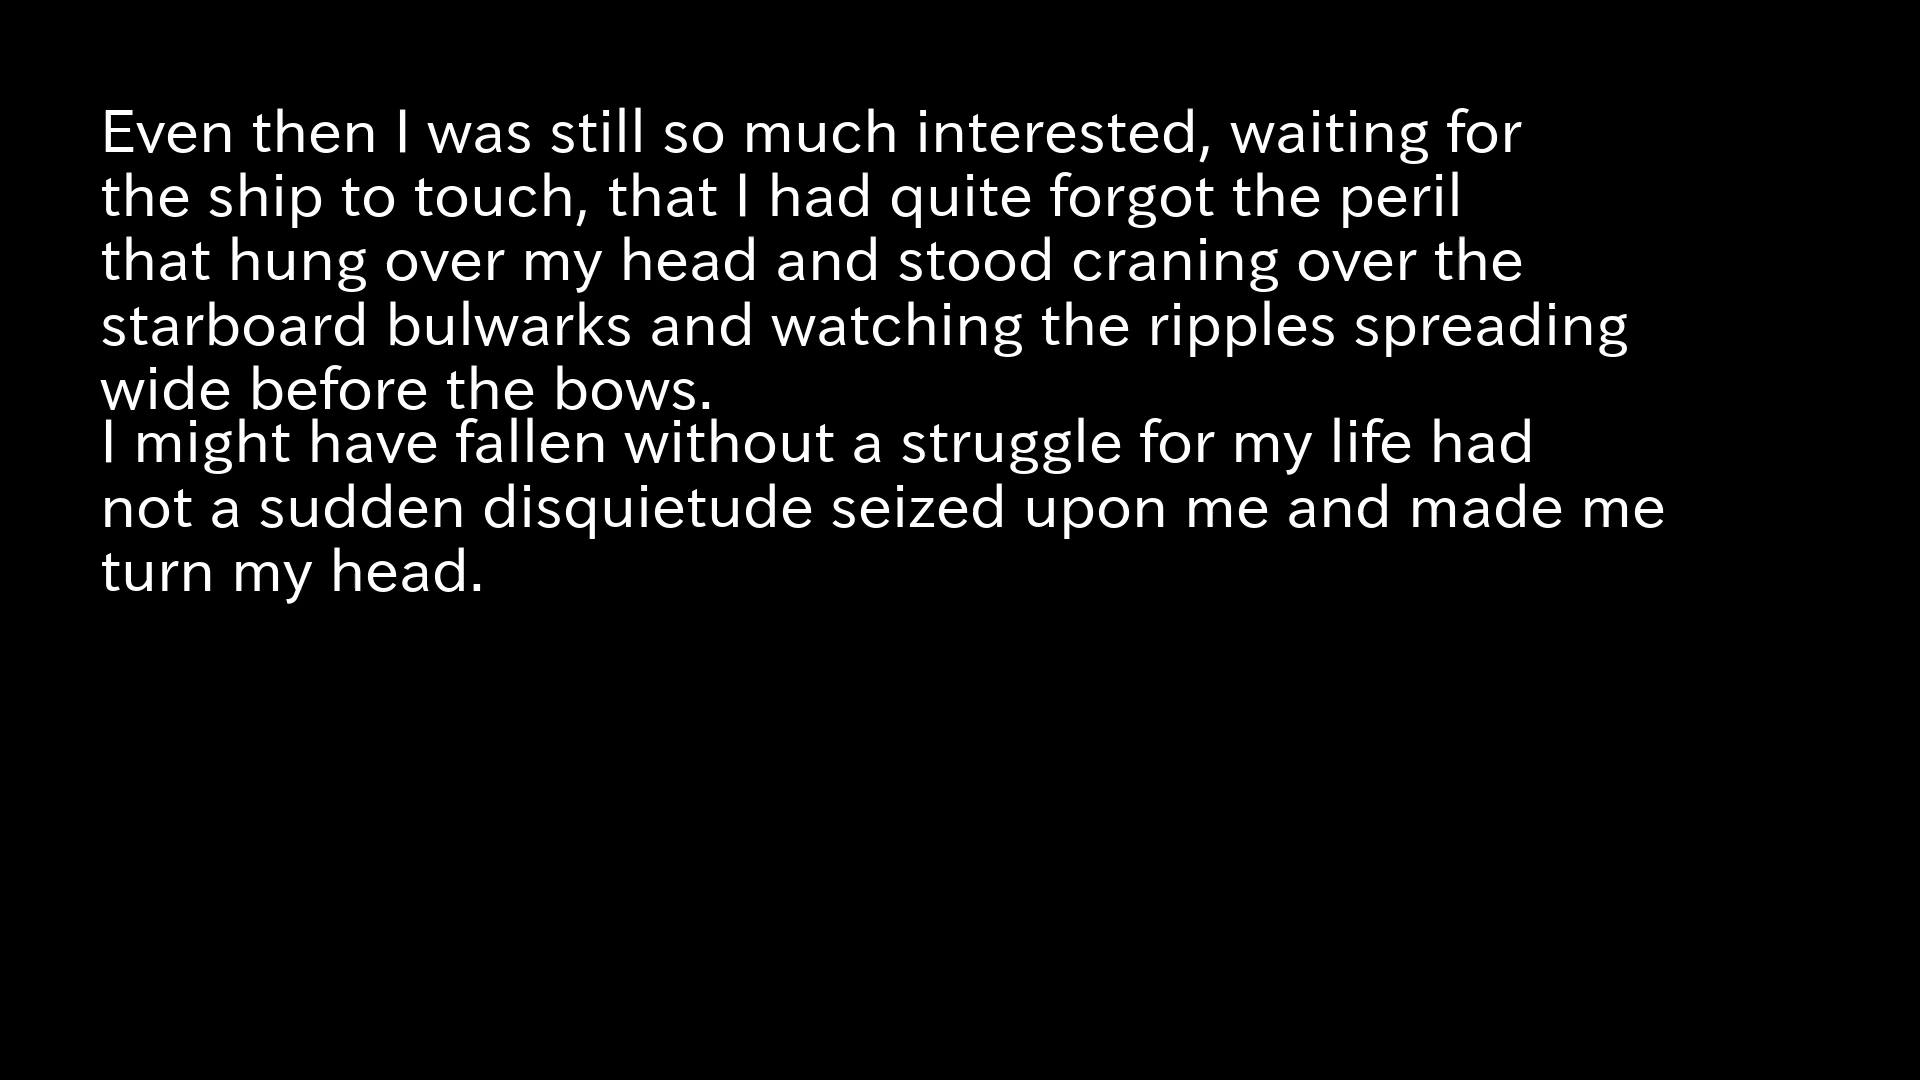 Even then I was still so much interested, waiting for
the ship to touch, that I had quite forgot the peril
that hung over my head and stood craning over the
starboard bulwarks and watching the ripples spreading
wide before the bows.
I might have fallen without a struggle for my life had
not a sudden disquietude seized upon me and made me
turn my head.